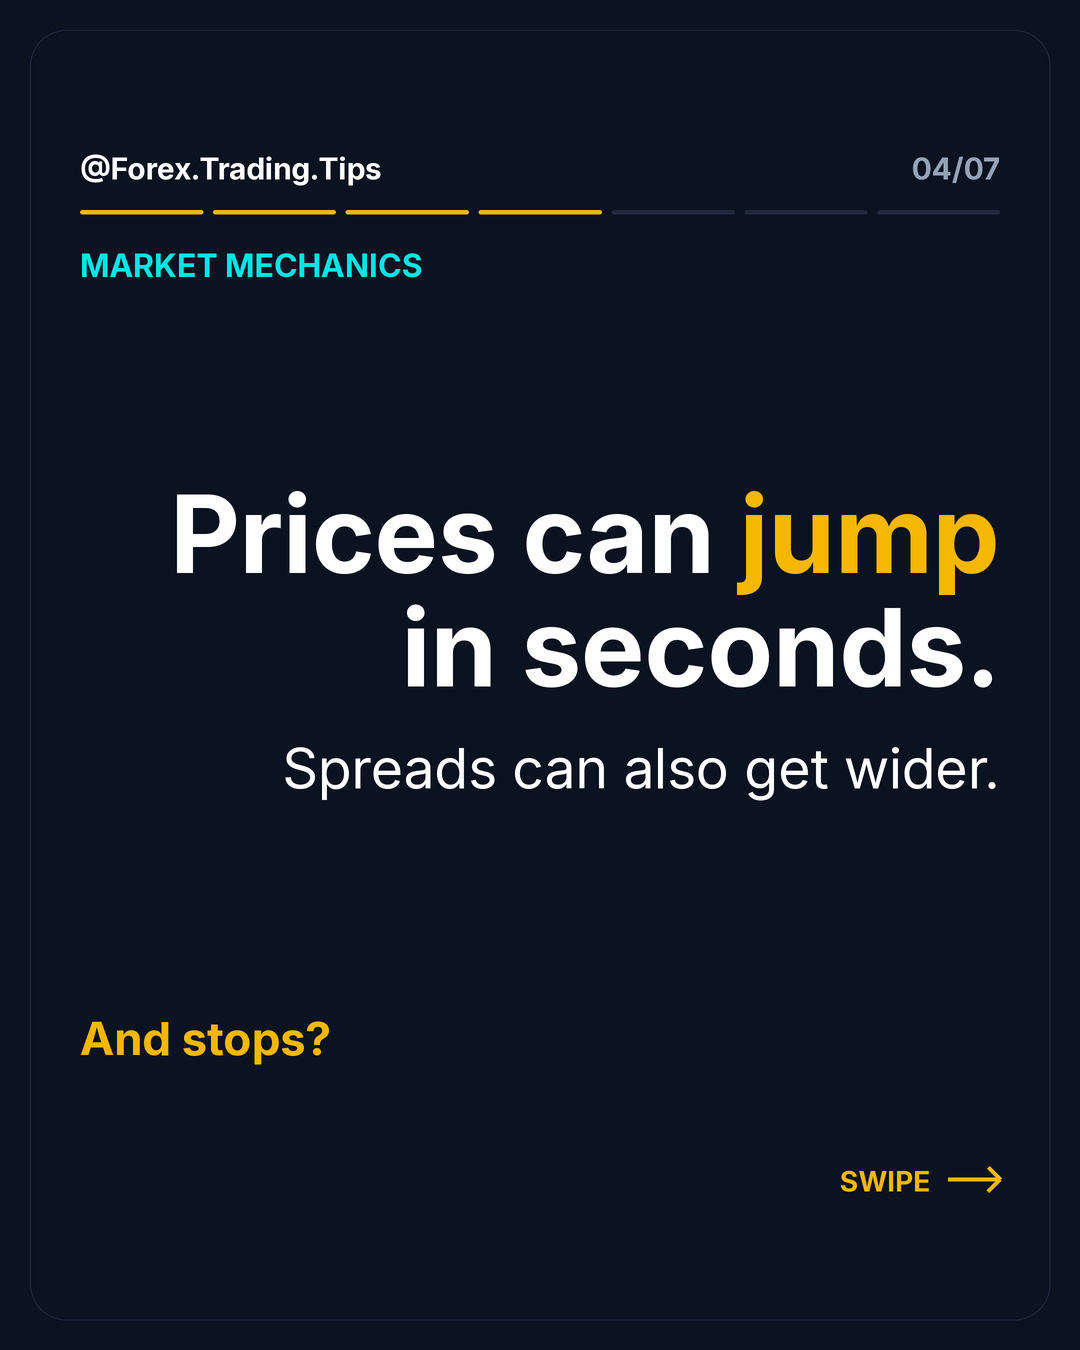 @Forex.Trading.Tips
04/07
MARKET MECHANICS
Prices can jump
in seconds.
Spreads can also get wider.
And stops?
SWIPE